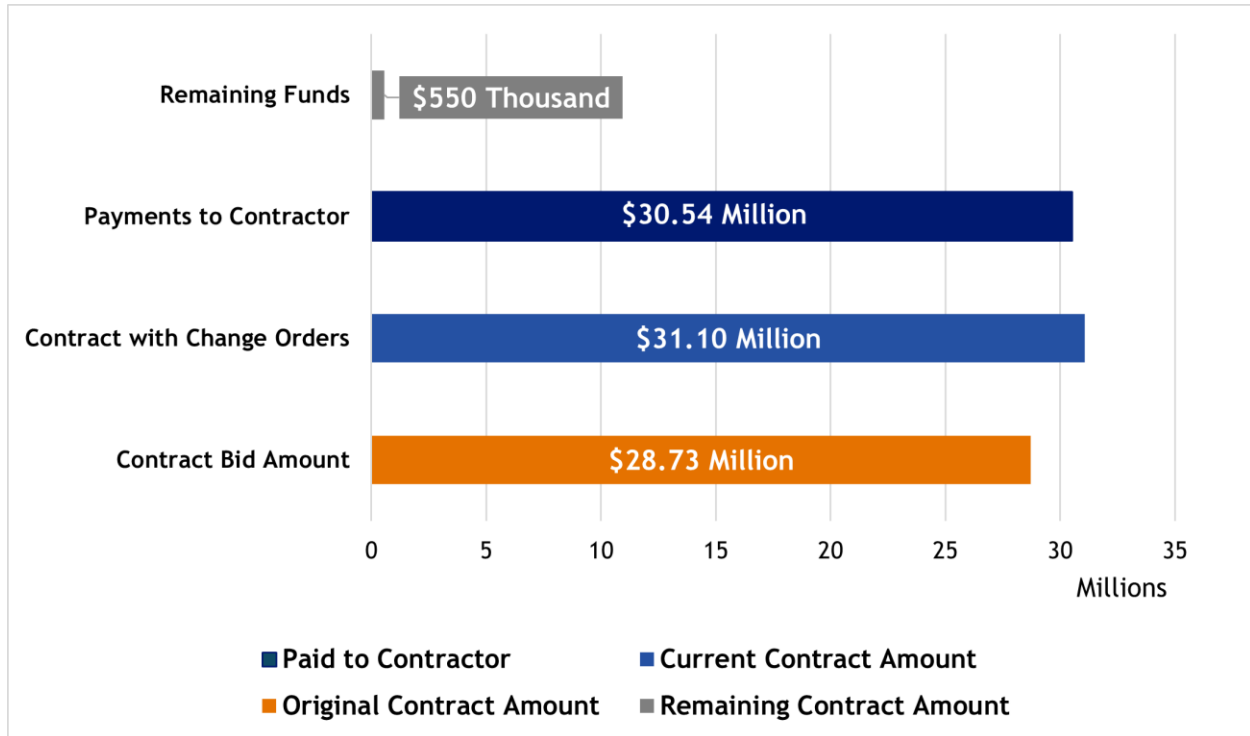 Remaining Funds
$550 Thousand
Payments to Contractor
$30.54 Million
Contract with Change Orders
$31.10 Million
Contract Bid Amount
$28.73 Million
0 5 10 15 20 25 30 35
Millions
Paid to Contractor Current Contract Amount
Original Contract Amount Remaining Contract Amount